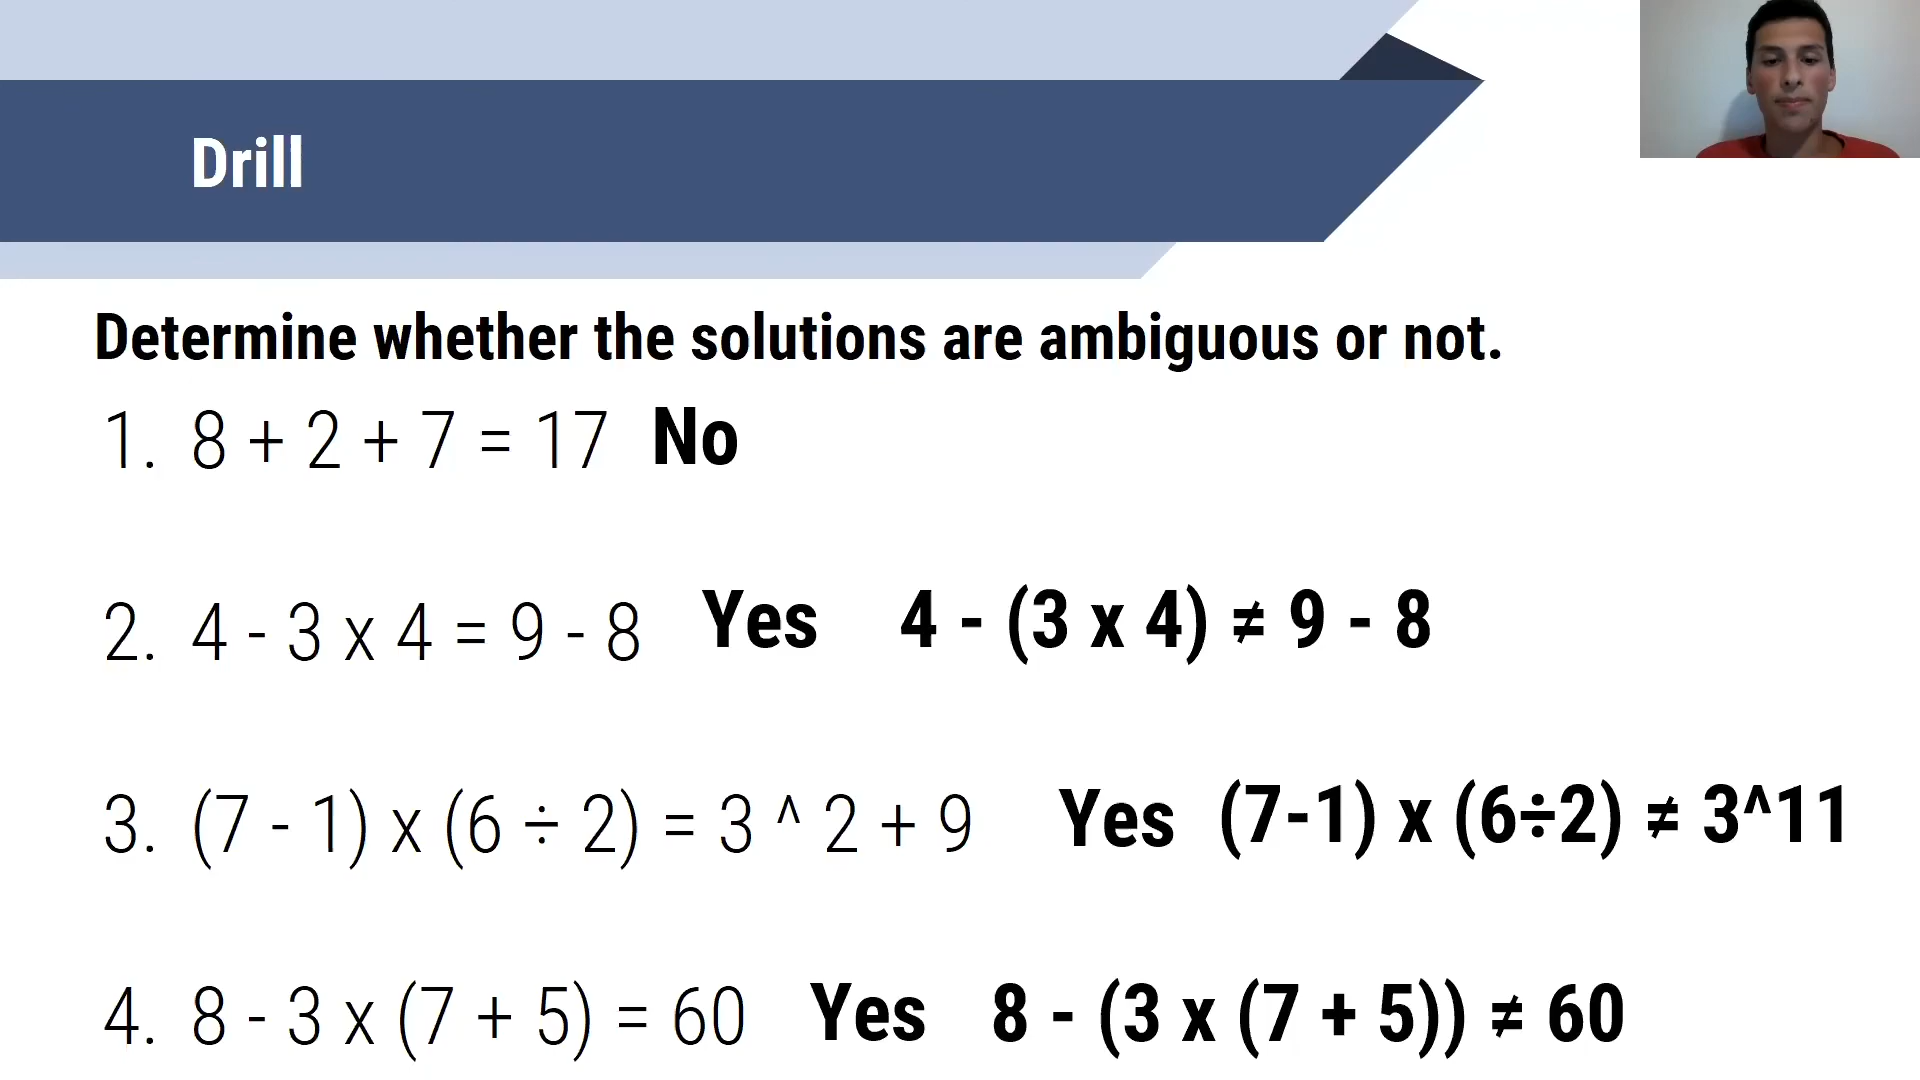 Drill
Determine whether the solutions are ambiguous or not.
1. 8 + 2 + 7 = 17 No
2. 4 - 3 x 4 = 9 - 8 Yes 4 - (3 x 4) ≠ 9 - 8
3. (7 - 1) x (6 ÷ 2) = 3 ^ 2 + 9 Yes (7-1) x (6÷2) ≠ 3^11
4. 8 - 3 x (7 + 5) = 60 Yes 8 - (3 x (7 + 5)) ≠ 60